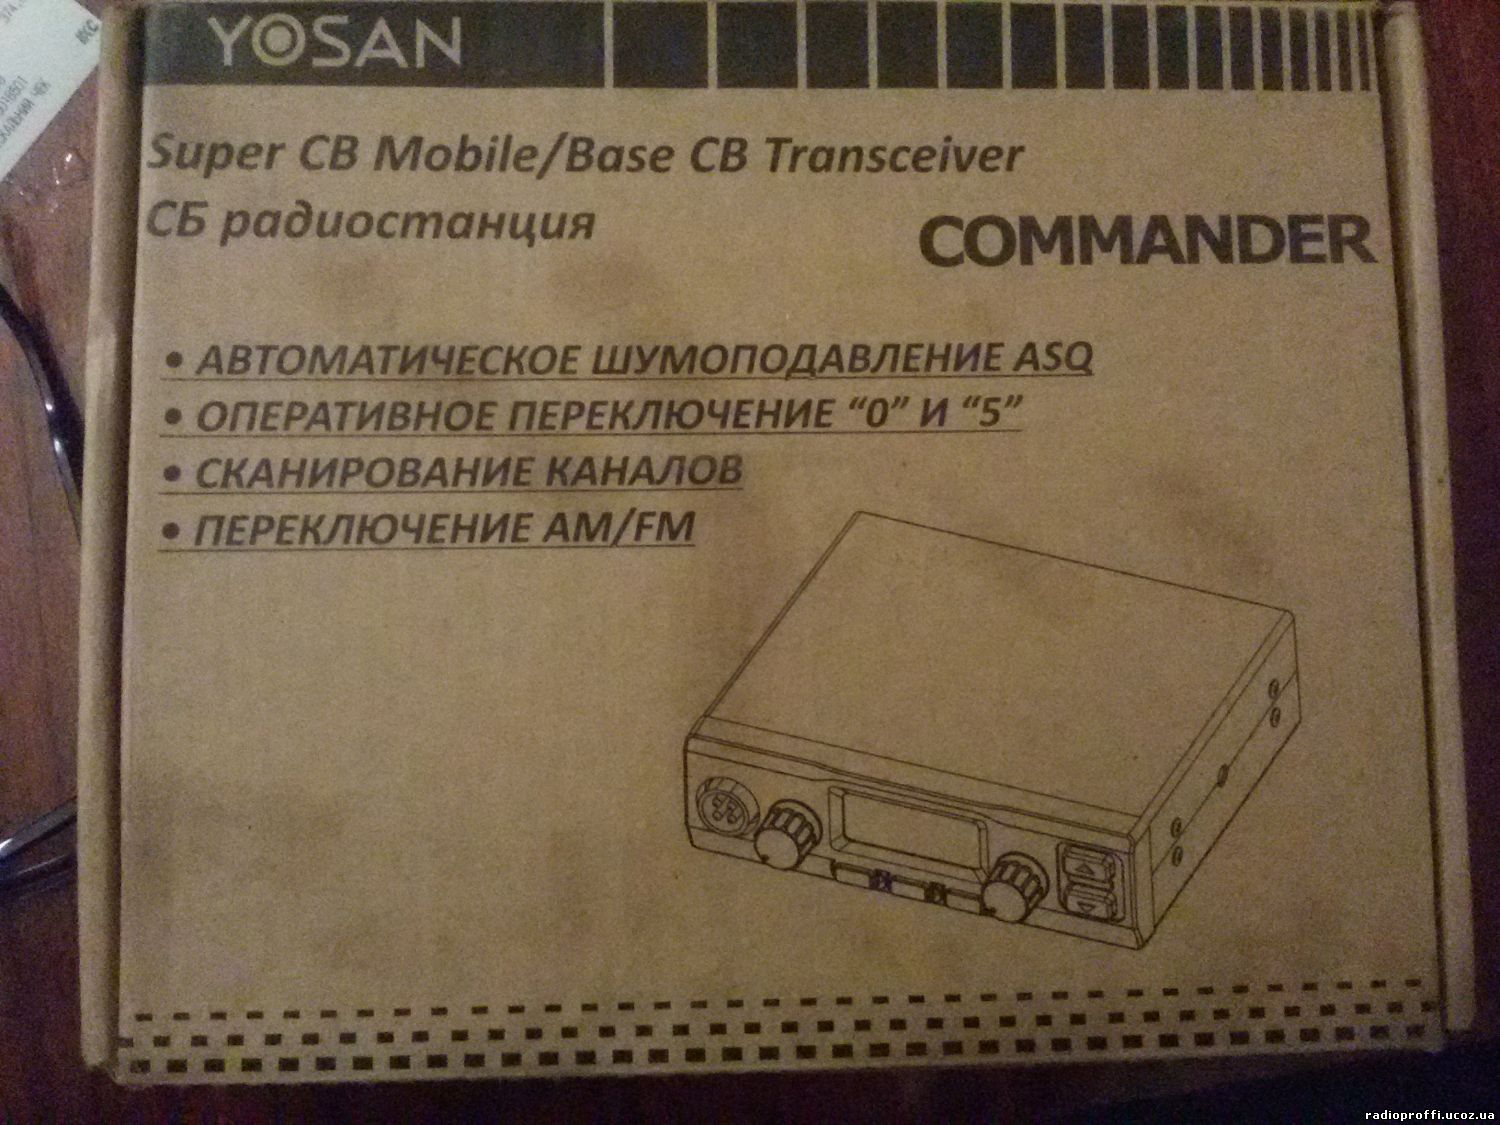 YOSAN
Super CB Mobile/Base CB Transceiver
СБ радиостанция
COMMANDER
• АВТОМАТИЧЕСКОЕ ШУМОПОДАВЛЕНИЕ ASQ
• ОПЕРАТИВНОЕ ПЕРЕКЛЮЧЕНИЕ “0” И “5”
• СКАНИРОВАНИЕ КАНАЛОВ
• ПЕРЕКЛЮЧЕНИЕ AM/FM
radioproffi.ucoz.ua